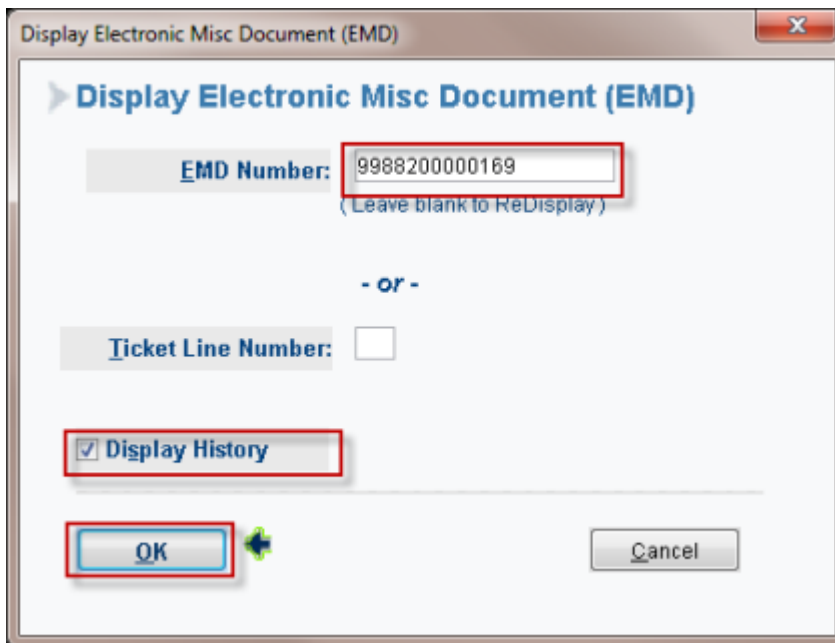 Display Electronic Misc Document (EMD)
Display Electronic Misc Document (EMD)
EMD Number: 9988200000169
( Leave blank to ReDisplay )
- or -
Ticket Line Number:
Display History
OK Cancel